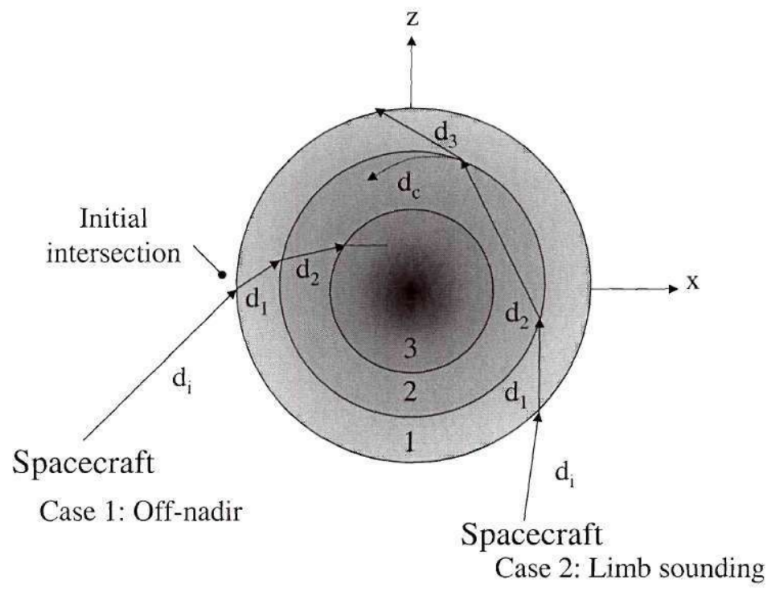 z
d3
dc
Initial
intersection
x
d1
d2
d2
3
di
2
d1
1
Spacecraft
Case 1: Off-nadir
di
Spacecraft
Case 2: Limb sounding